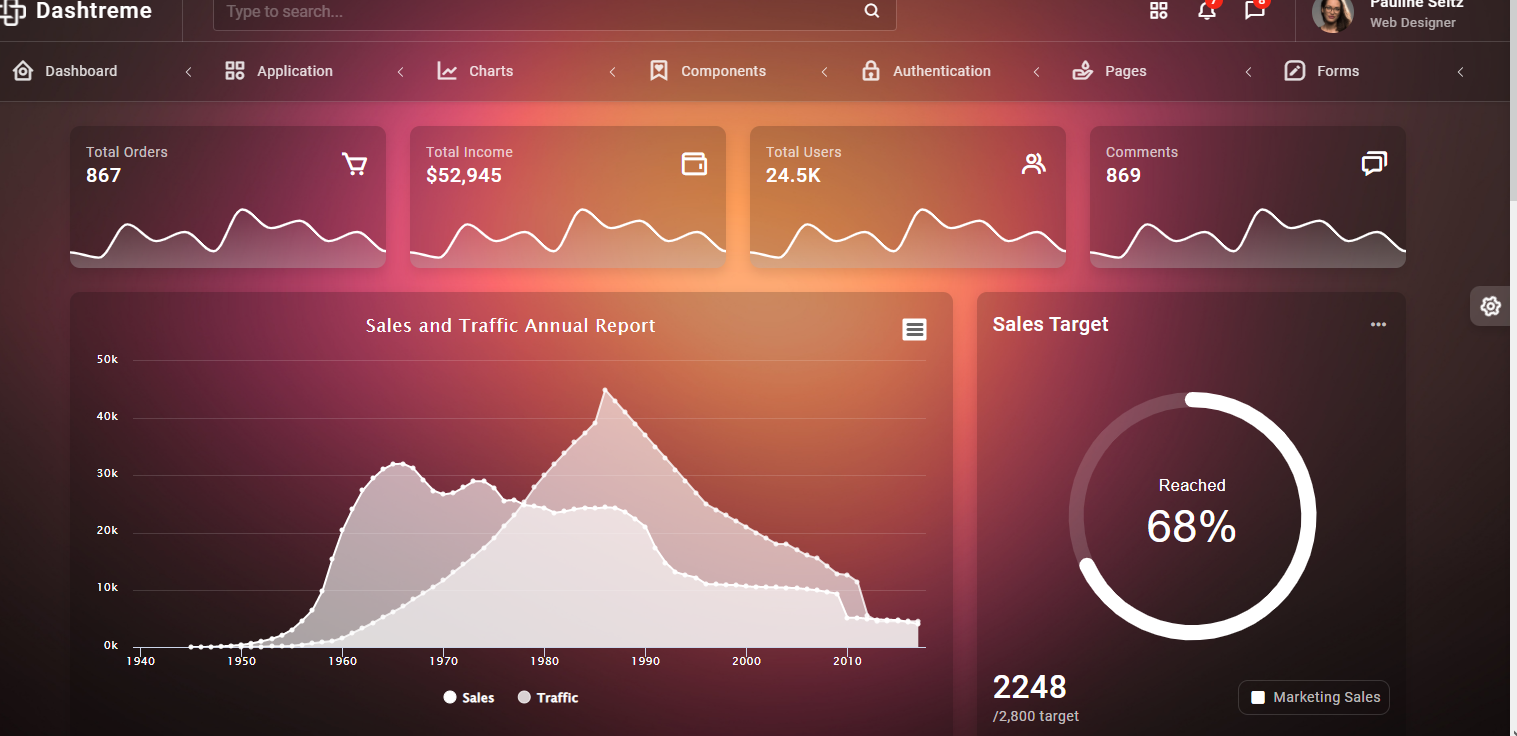 Dashtreme
Type to search...
7
8
Pauline Seitz
Web Designer
Dashboard
Application
Charts
Components
Authentication
Pages
Forms
Total Orders
867
Total Income
$52,945
Total Users
24.5K
Comments
869
Sales and Traffic Annual Report
50k
40k
30k
20k
10k
0k
1940 1950 1960 1970 1980 1990 2000 2010
Sales Traffic
Sales Target
Reached
68%
2248
/2,800 target
Marketing Sales